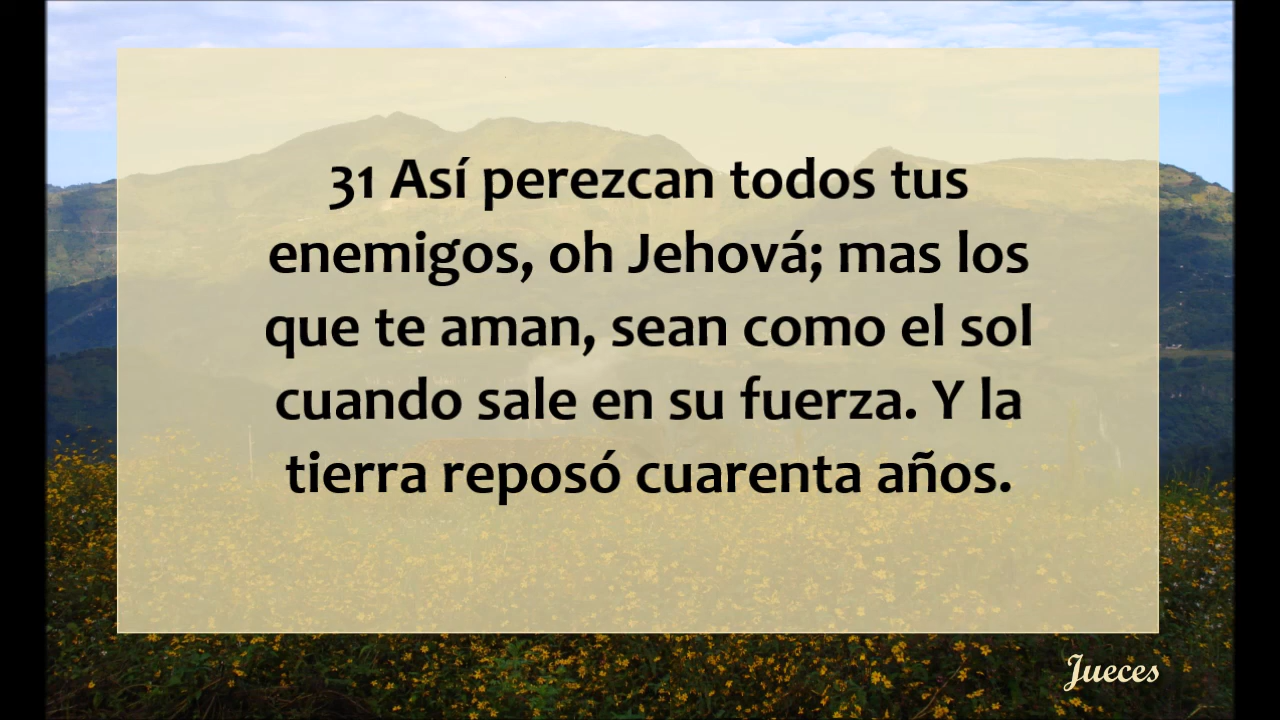 31 Así perezcan todos tus
enemigos, oh Jehová; mas los
que te aman, sean como el sol
cuando sale en su fuerza. Y la
tierra reposó cuarenta años.
Jueces